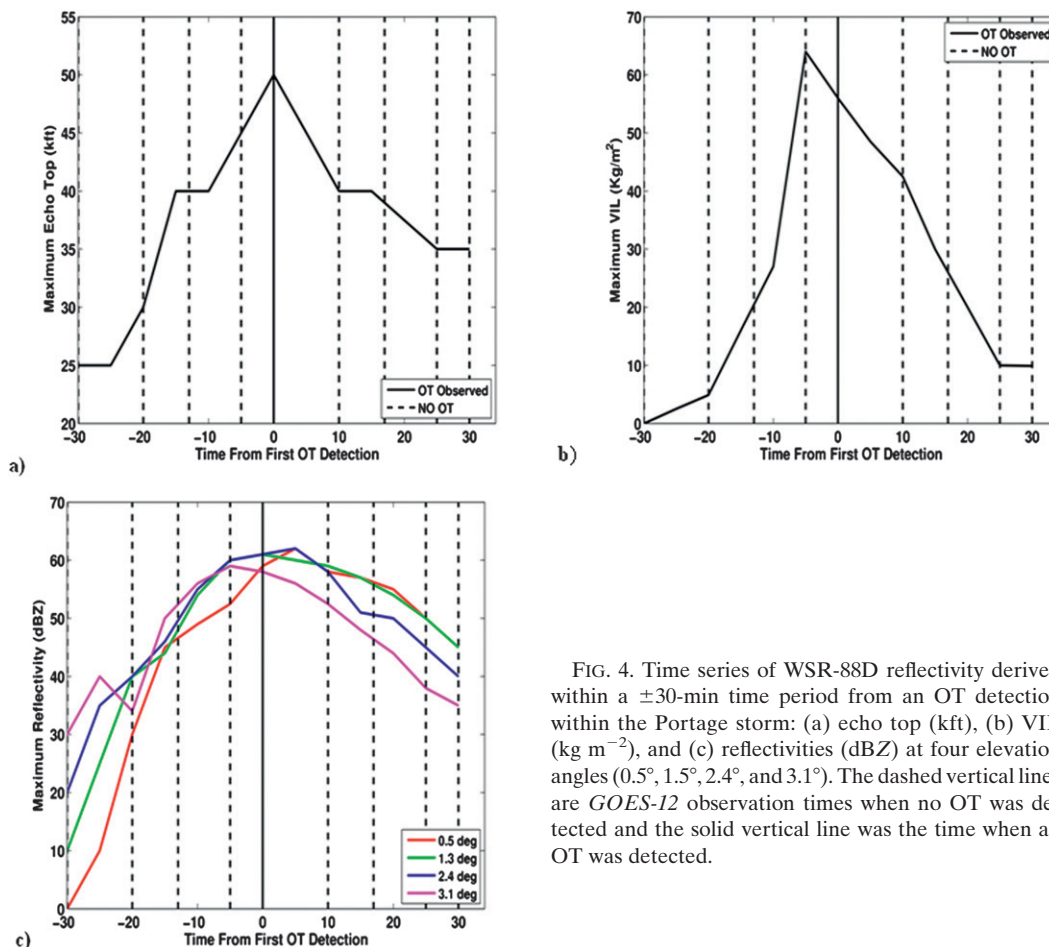 55
50
45
40
35
30
25
20
Maximum Echo Top (kft)
-30 -20 -10 0 10 20 30
Time From First OT Detection
OT Observed
NO OT
a)
70
60
50
40
30
20
10
0
Maximum VIL (Kg/m²)
-30 -20 -10 0 10 20 30
Time From First OT Detection
OT Observed
NO OT
b)
70
60
50
40
30
20
10
0
Maximum Reflectivity (dBZ)
-30 -20 -10 0 10 20 30
Time From First OT Detection
0.5 deg
1.3 deg
2.4 deg
3.1 deg
c)
FIG. 4. Time series of WSR-88D reflectivity derive
within a ±30-min time period from an OT detectio
within the Portage storm: (a) echo top (kft), (b) VI
(kg m⁻²), and (c) reflectivities (dBZ) at four elevatio
angles (0.5°, 1.5°, 2.4°, and 3.1°). The dashed vertical line
are GOES-12 observation times when no OT was de-
tected and the solid vertical line was the time when a
OT was detected.